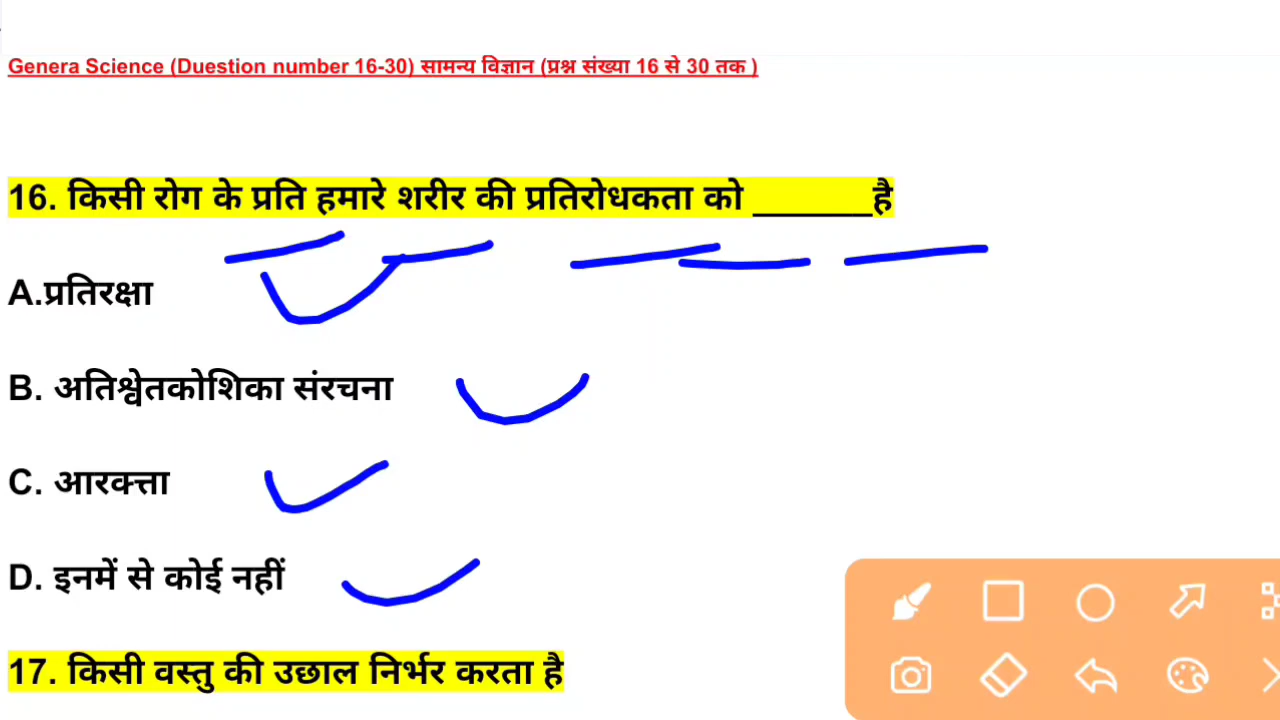 Genera Science (Duestion number 16-30) सामन्य विज्ञान (प्रश्न संख्या 16 से 30 तक )
16. किसी रोग के प्रति हमारे शरीर की प्रतिरोधकता को ______है
A.प्रतिरक्षा
B. अतिश्वेतकोशिका संरचना
C. आरक्त्ता
D. इनमें से कोई नहीं
17. किसी वस्तु की उछाल निर्भर करता है